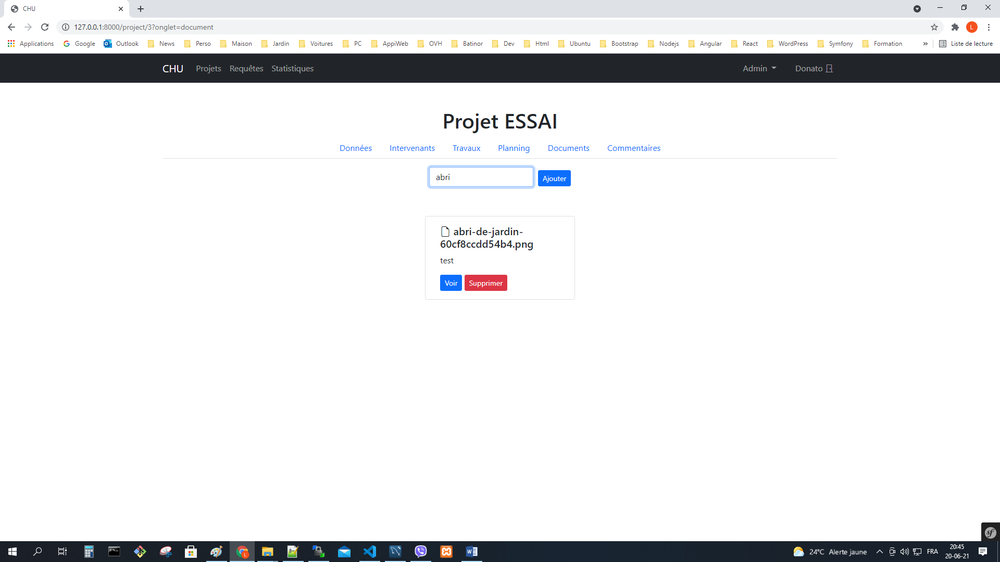 CHU
127.0.0.1:8000/project/3?onglet=document
L
Applications Google Outlook News Perso Maison Jardin Voitures PC AppiWeb OVH Batinor Dev Html Ubuntu Bootstrap Nodejs Angular React WordPress Symfony Formation » Liste de lecture
CHU Projets Requêtes Statistiques Admin Donato
Projet ESSAI
Données Intervenants Travaux Planning Documents Commentaires
abri Ajouter
abri-de-jardin-
60cf8ccdd54b4.png
test
Voir Supprimer
sf
24°C Alerte jaune FRA 20:45
20-06-21